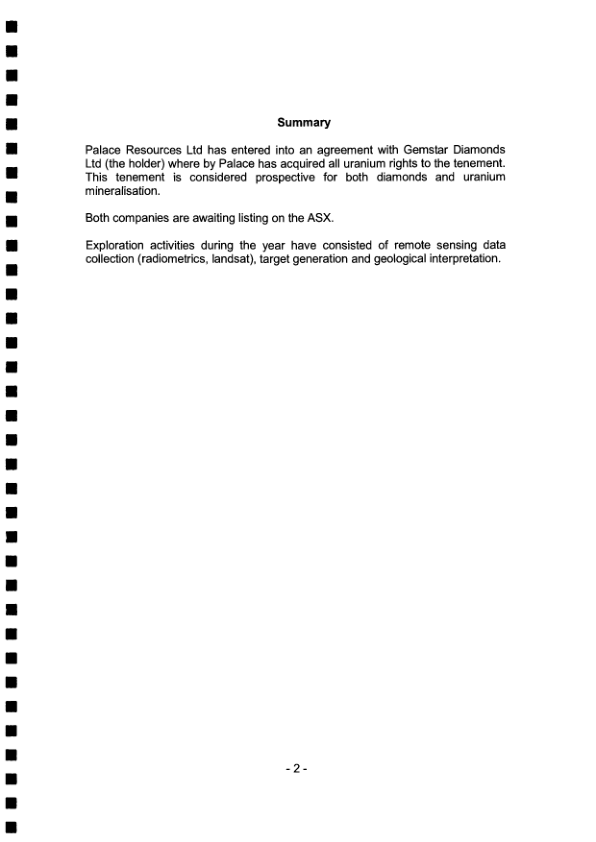 Summary
Palace Resources Ltd has entered into an agreement with Gemstar Diamonds
Ltd (the holder) where by Palace has acquired all uranium rights to the tenement.
This tenement is considered prospective for both diamonds and uranium
mineralisation.
Both companies are awaiting listing on the ASX.
Exploration activities during the year have consisted of remote sensing data
collection (radiometrics, landsat), target generation and geological interpretation.
- 2 -